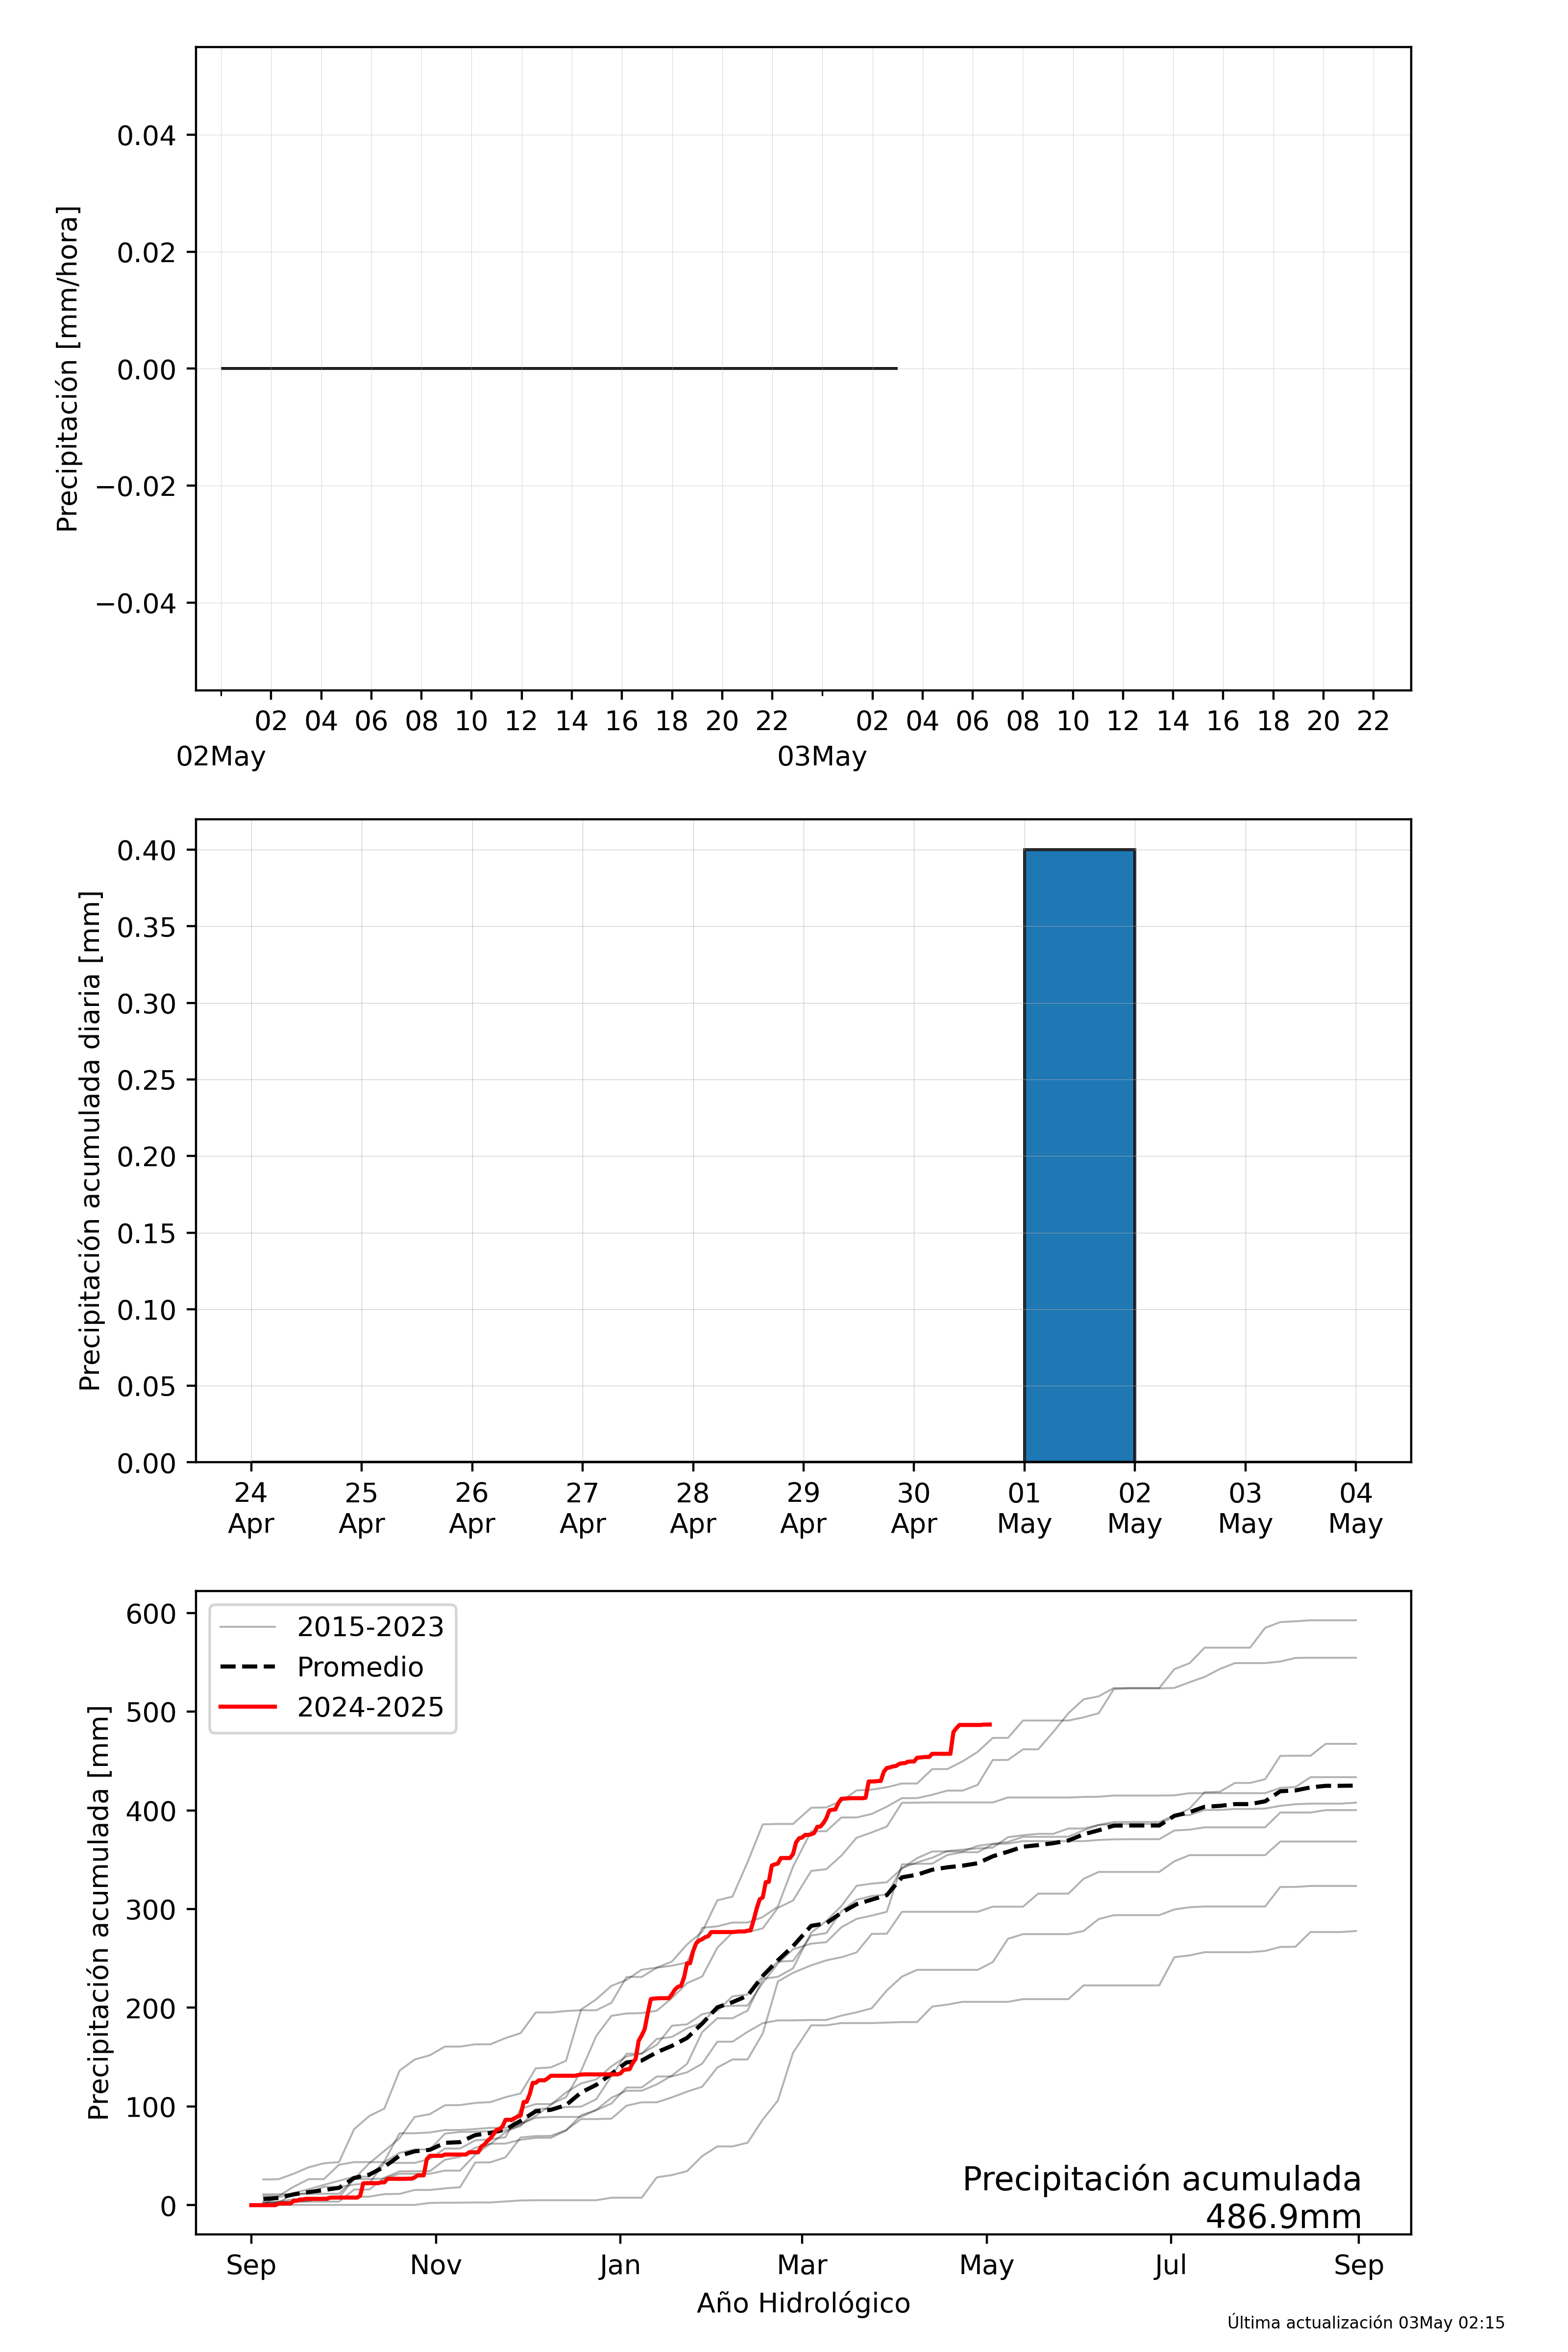 Precipitación [mm/hora]
0.04
0.02
0.00
−0.02
−0.04
02 04 06 08 10 12 14 16 18 20 22 02 04 06 08 10 12 14 16 18 20 22
02May 03May
Precipitación acumulada diaria [mm]
0.40
0.35
0.30
0.25
0.20
0.15
0.10
0.05
0.00
24 25 26 27 28 29 30 01 02 03 04
Apr Apr Apr Apr Apr Apr Apr May May May May
Precipitación acumulada [mm]
600
500
400
300
200
100
0
2015-2023
Promedio
2024-2025
Precipitación acumulada
486.9mm
Sep Nov Jan Mar May Jul Sep
Año Hidrológico
Última actualización 03May 02:15